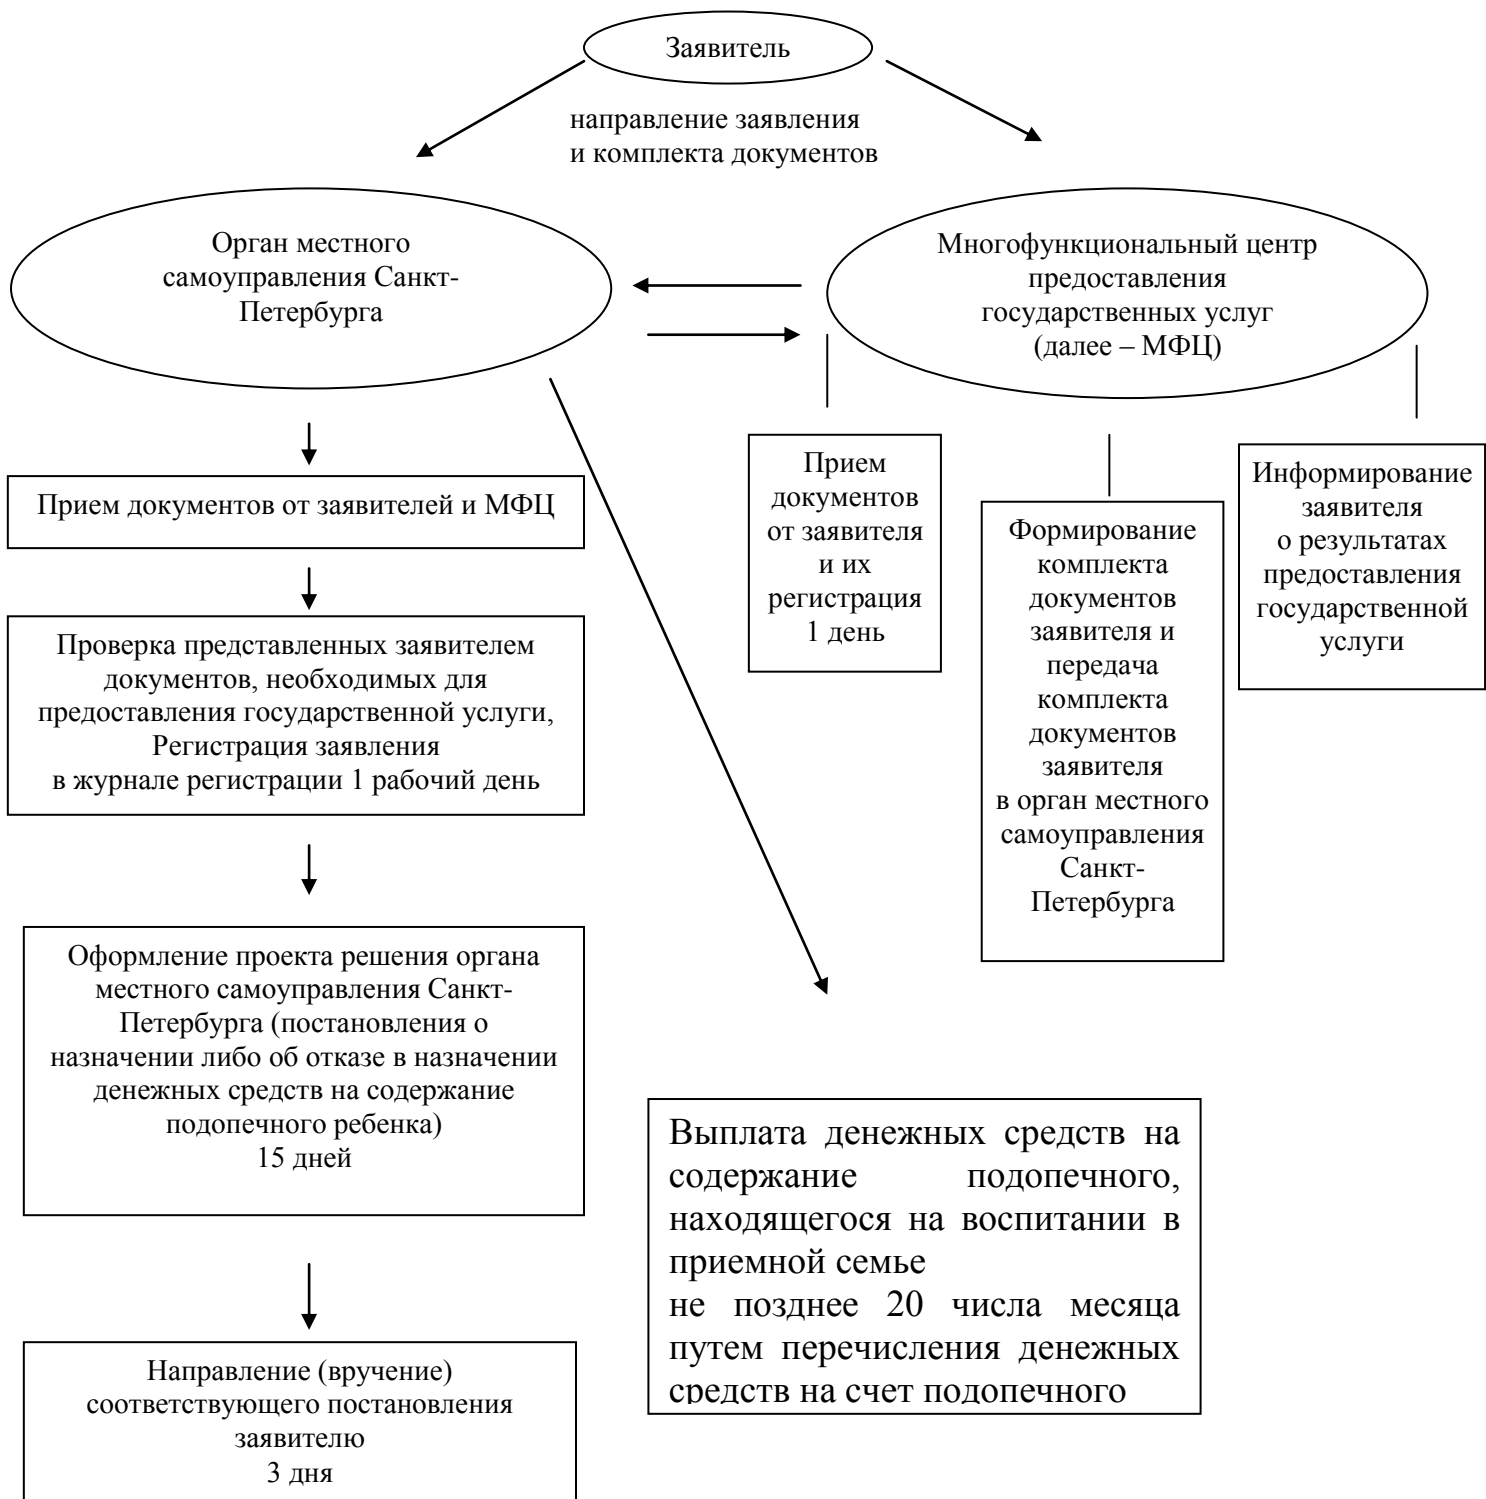 Заявитель
направление заявления
и комплекта документов
Орган местного
самоуправления Санкт-
Петербурга
Многофункциональный центр
предоставления
государственных услуг
(далее – МФЦ)
Прием документов от заявителей и МФЦ
Проверка представленных заявителем
документов, необходимых для
предоставления государственной услуги,
Регистрация заявления
в журнале регистрации 1 рабочий день
Оформление проекта решения органа
местного самоуправления Санкт-
Петербурга (постановления о
назначении либо об отказе в назначении
денежных средств на содержание
подопечного ребенка)
15 дней
Направление (вручение)
соответствующего постановления
заявителю
3 дня
Прием
документов
от заявителя
и их
регистрация
1 день
Формирование
комплекта
документов
заявителя и
передача
комплекта
документов
заявителя
в орган местного
самоуправления
Санкт-
Петербурга
Информирование
заявителя
о результатах
предоставления
государственной
услуги
Выплата денежных средств на
содержание подопечного,
находящегося на воспитании в
приемной семье
не позднее 20 числа месяца
путем перечисления денежных
средств на счет подопечного